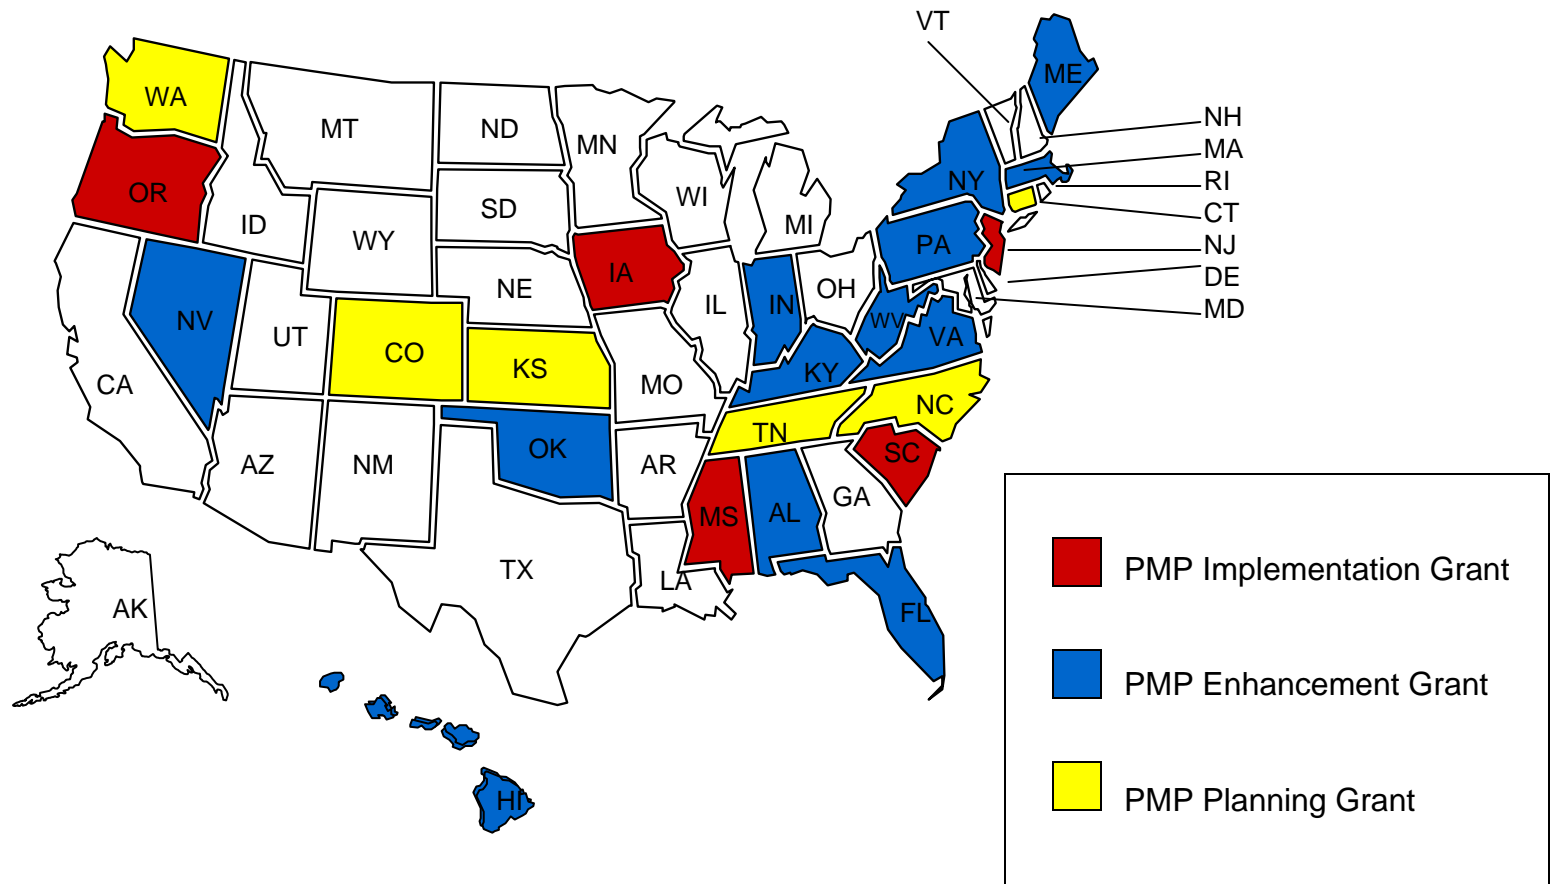 VT
ME
WA
NH
MT
ND
MN
MA
OR
WI
NY
RI
ID
SD
MI
CT
WY
PA
NJ
IA
NE
OH
DE
NV
UT
IL
IN
WV
VA
MD
CO
KS
CA
MO
KY
NC
TN
AZ
NM
OK
AR
SC
GA
MS
AL
TX
LA
FL
AK
HI
PMP Implementation Grant
PMP Enhancement Grant
PMP Planning Grant